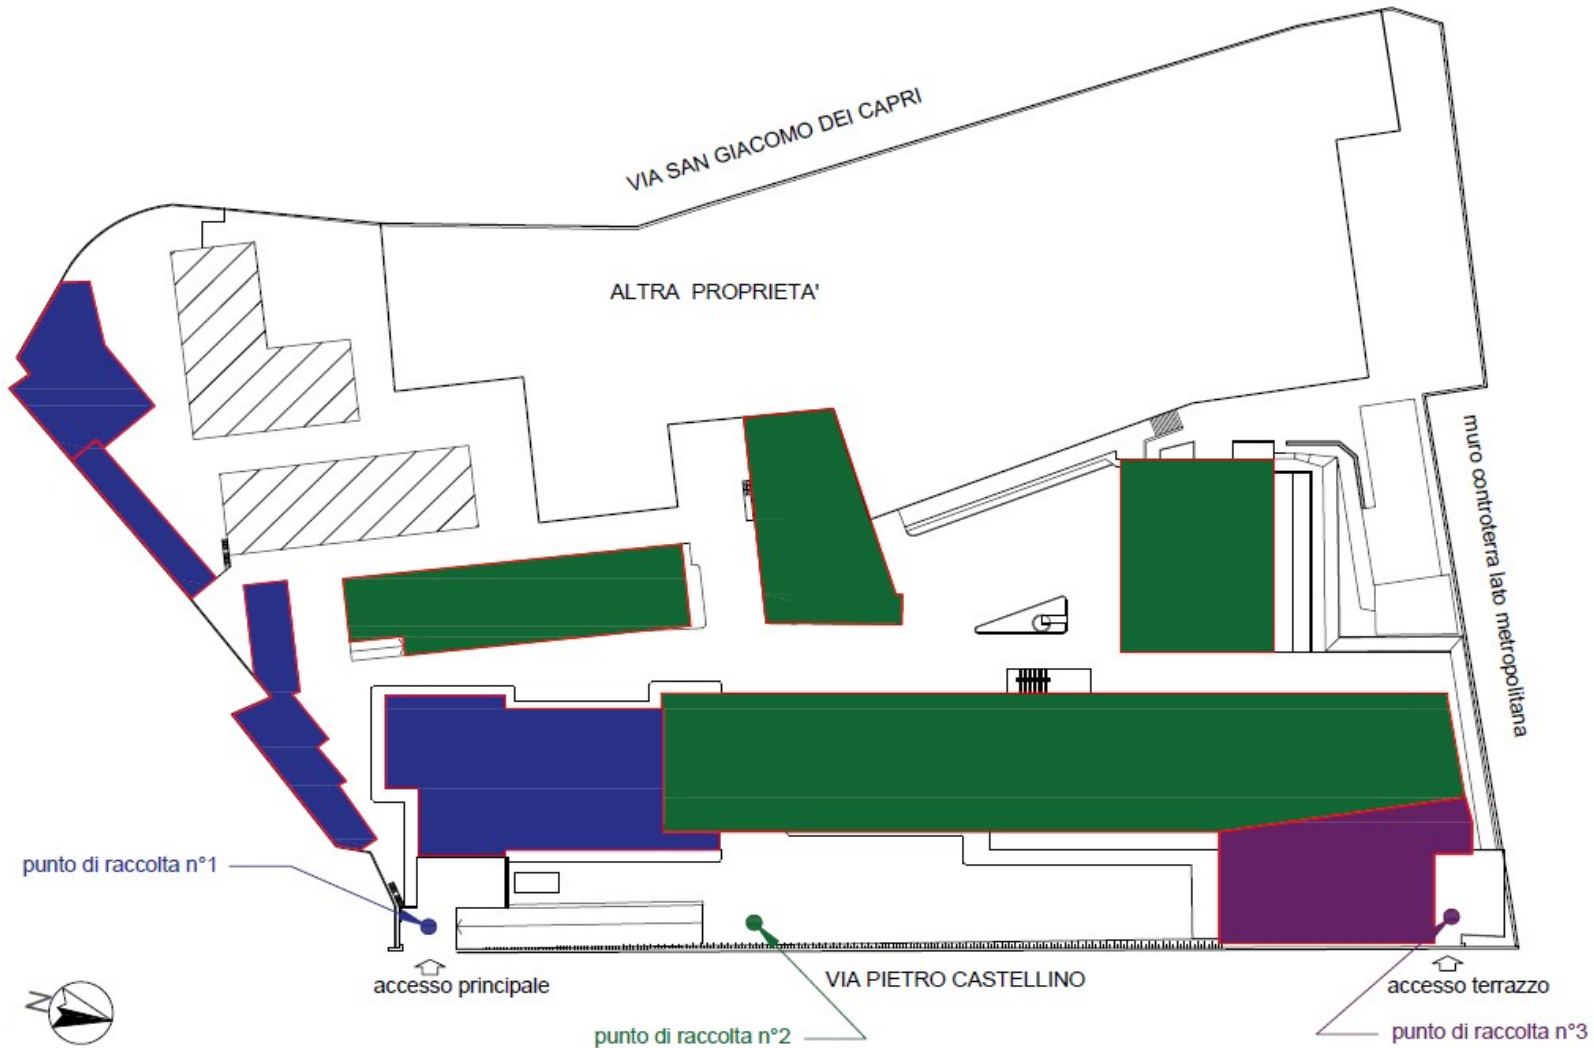 VIA SAN GIACOMO DEI CAPRI
ALTRA PROPRIETA'
muro controterra lato metropolitana
punto di raccolta n°1
accesso principale
VIA PIETRO CASTELLINO
accesso terrazzo
N
punto di raccolta n°2
punto di raccolta n°3